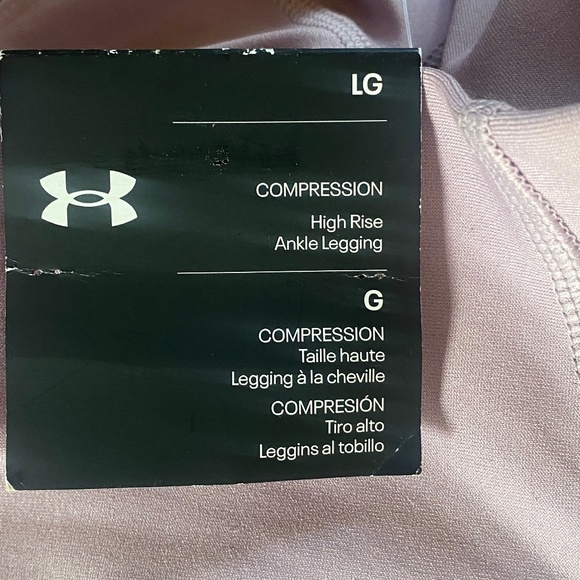 LG
COMPRESSION
High Rise
Ankle Legging
G
COMPRESSION
Taille haute
Legging à la cheville
COMPRESIÓN
Tiro alto
Leggins al tobillo